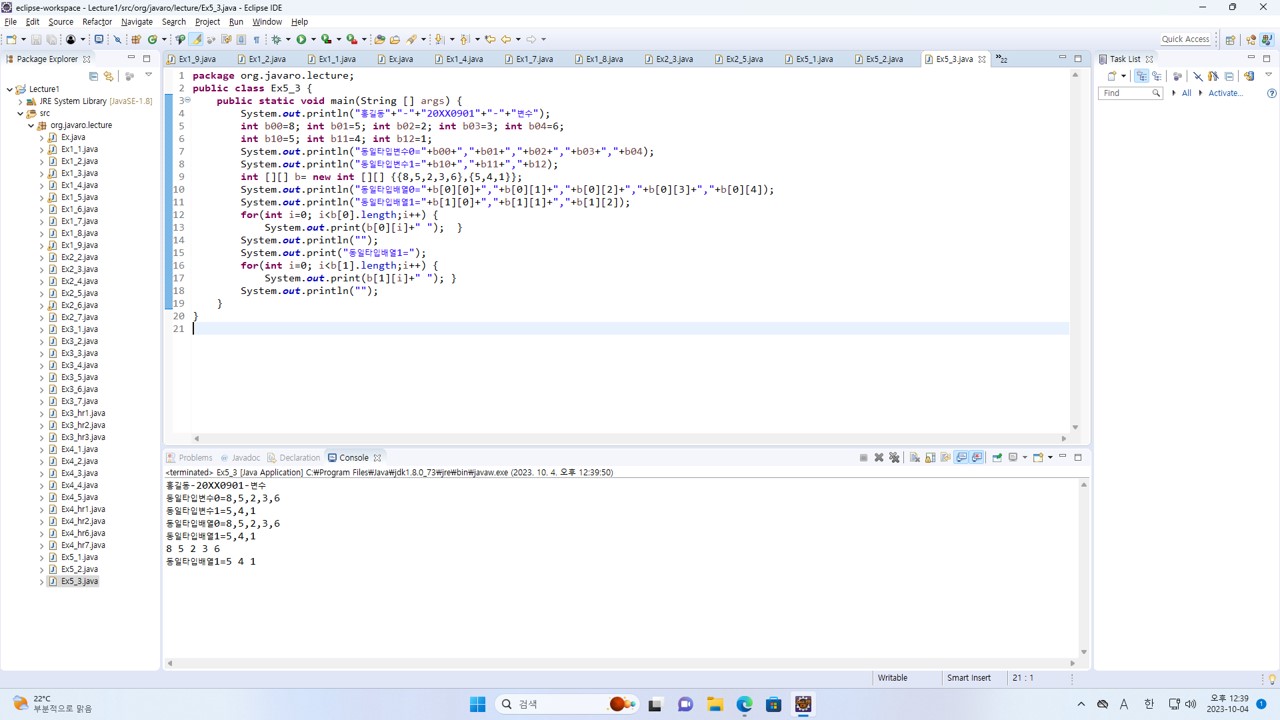 eclipse-workspace - Lecture1/src/org/javaro/lecture/Ex5_3.java - Eclipse IDE
File Edit Source Refactor Navigate Search Project Run Window Help
Quick Access
Package Explorer
Ex1_9.java Ex1_2.java Ex1_1.java Ex.java Ex1_4.java Ex1_7.java Ex1_8.java Ex2_3.java Ex2_5.java Ex5_1.java Ex5_2.java Ex5_3.java »22
Task List
Find All Activate...
Lecture1
JRE System Library [JavaSE-1.8]
src
org.javaro.lecture
Ex.java
Ex1_1.java
Ex1_2.java
Ex1_3.java
Ex1_4.java
Ex1_5.java
Ex1_6.java
Ex1_7.java
Ex1_8.java
Ex1_9.java
Ex2_2.java
Ex2_3.java
Ex2_4.java
Ex2_5.java
Ex2_6.java
Ex2_7.java
Ex3_1.java
Ex3_2.java
Ex3_3.java
Ex3_4.java
Ex3_5.java
Ex3_6.java
Ex3_7.java
Ex3_hr1.java
Ex3_hr2.java
Ex3_hr3.java
Ex4_1.java
Ex4_2.java
Ex4_3.java
Ex4_4.java
Ex4_5.java
Ex4_hr1.java
Ex4_hr2.java
Ex4_hr6.java
Ex4_hr7.java
Ex5_1.java
Ex5_2.java
Ex5_3.java
1 package org.javaro.lecture;
2 public class Ex5_3 {
3 public static void main(String [] args) {
4 System.out.println("홍길동"+"-"+"20XX0901"+"-"+"변수");
5 int b00=8; int b01=5; int b02=2; int b03=3; int b04=6;
6 int b10=5; int b11=4; int b12=1;
7 System.out.println("동일타입변수0="+b00+","+b01+","+b02+","+b03+","+b04);
8 System.out.println("동일타입변수1="+b10+","+b11+","+b12);
9 int [][] b= new int [][] {{8,5,2,3,6},{5,4,1}};
10 System.out.println("동일타입배열0="+b[0][0]+","+b[0][1]+","+b[0][2]+","+b[0][3]+","+b[0][4]);
11 System.out.println("동일타입배열1="+b[1][0]+","+b[1][1]+","+b[1][2]);
12 for(int i=0; i<b[0].length;i++) {
13 System.out.print(b[0][i]+" "); }
14 System.out.println("");
15 System.out.print("동일타입배열1=");
16 for(int i=0; i<b[1].length;i++) {
17 System.out.print(b[1][i]+" "); }
18 System.out.println("");
19 }
20 }
21
Problems Javadoc Declaration Console
<terminated> Ex5_3 [Java Application] C:₩Program Files₩Java₩jdk1.8.0_73₩jre₩bin₩javaw.exe (2023. 10. 4. 오후 12:39:50)
홍길동-20XX0901-변수
동일타입변수0=8,5,2,3,6
동일타입변수1=5,4,1
동일타입배열0=8,5,2,3,6
동일타입배열1=5,4,1
8 5 2 3 6
동일타입배열1=5 4 1
Writable Smart Insert 21 : 1
22°C
부분적으로 맑음
검색
A 한
오후 12:39
2023-10-04
1